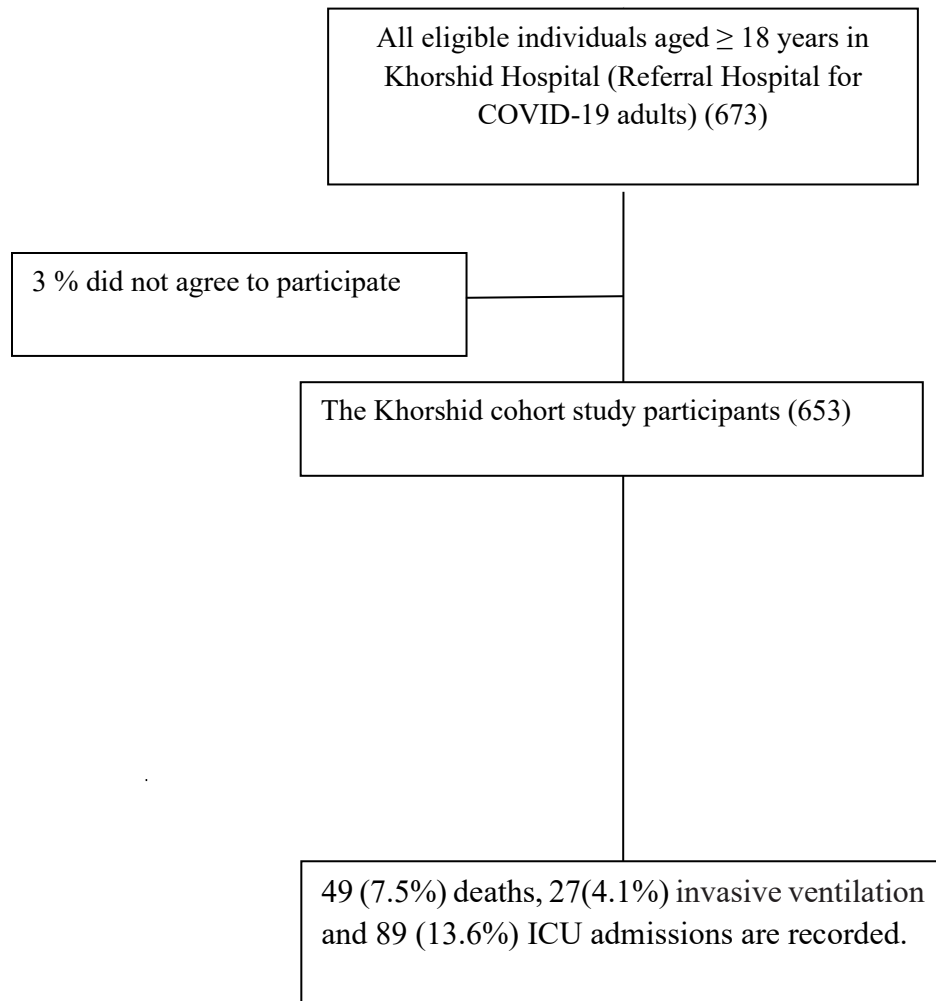 All eligible individuals aged ≥ 18 years in
Khorshid Hospital (Referral Hospital for
COVID-19 adults) (673)
3 % did not agree to participate
The Khorshid cohort study participants (653)
49 (7.5%) deaths, 27(4.1%) invasive ventilation
and 89 (13.6%) ICU admissions are recorded.